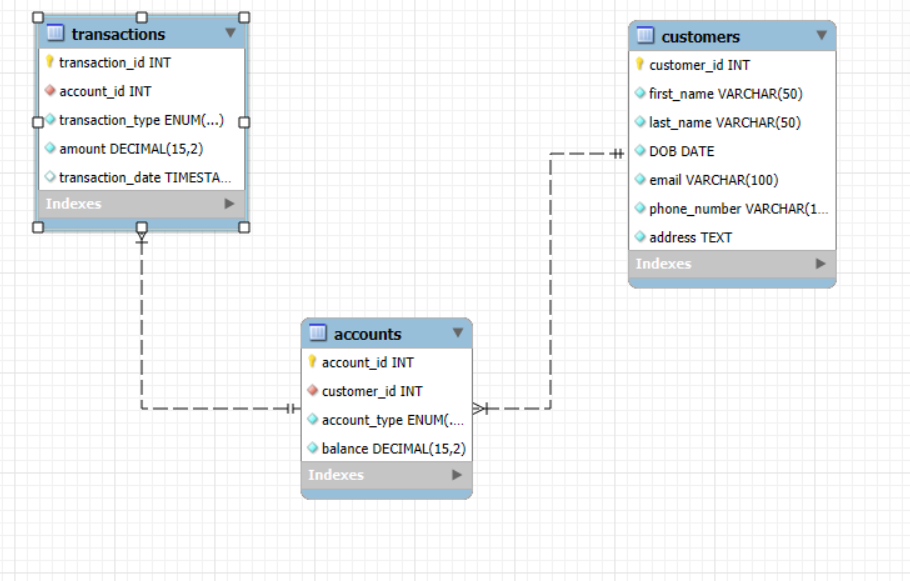 transactions
transaction_id INT
account_id INT
transaction_type ENUM(...)
amount DECIMAL(15,2)
transaction_date TIMESTA...
Indexes
customers
customer_id INT
first_name VARCHAR(50)
last_name VARCHAR(50)
DOB DATE
email VARCHAR(100)
phone_number VARCHAR(1...
address TEXT
Indexes
accounts
account_id INT
customer_id INT
account_type ENUM(....
balance DECIMAL(15,2)
Indexes